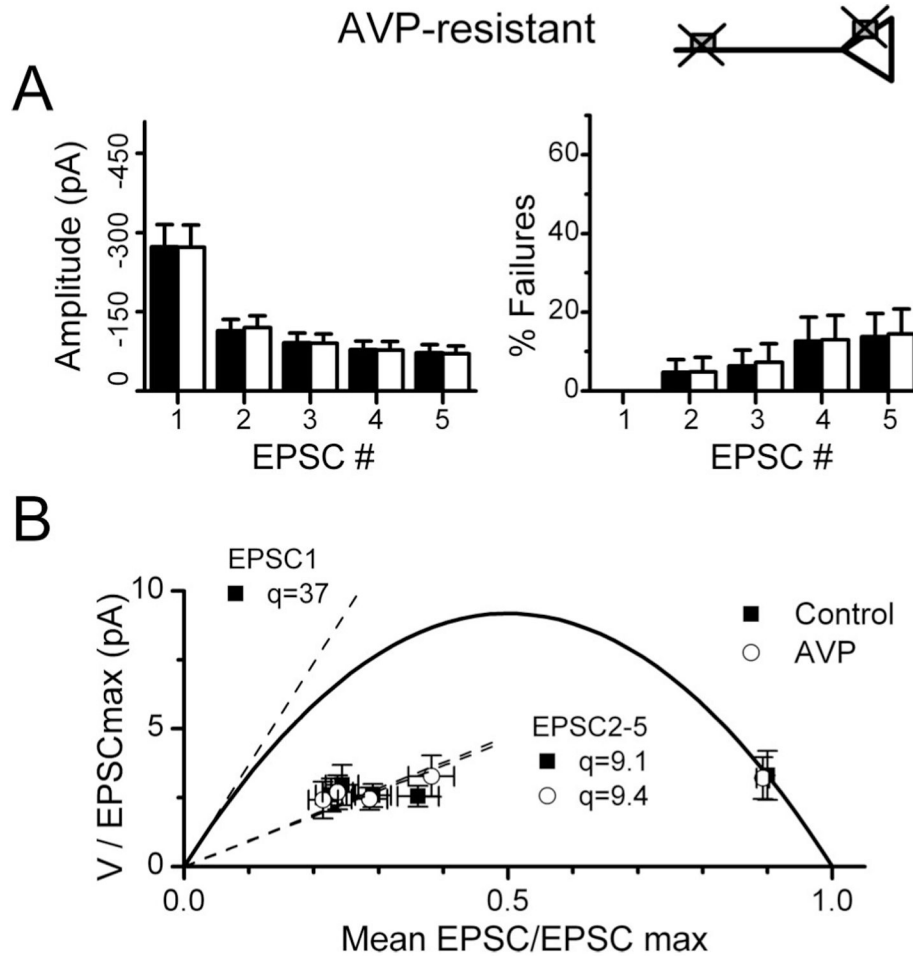 AVP-resistant
A
Amplitude (pA)
-450
-300
-150
0
1 2 3 4 5
EPSC #
% Failures
60
40
20
0
1 2 3 4 5
EPSC #
B
V / EPSCmax (pA)
10
5
0
EPSC1
q=37
Control
AVP
EPSC2-5
q=9.1
q=9.4
0.0 0.5 1.0
Mean EPSC/EPSC max